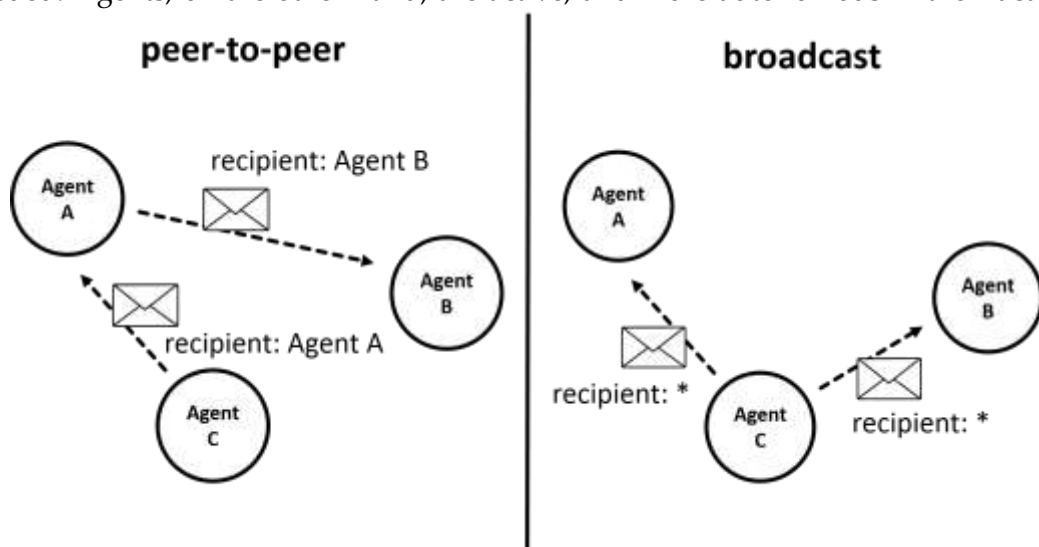 peer-to-peer
recipient: Agent B
Agent
A
Agent
B
recipient: Agent A
Agent
C
broadcast
Agent
A
Agent
B
recipient: *
Agent
C
recipient: *